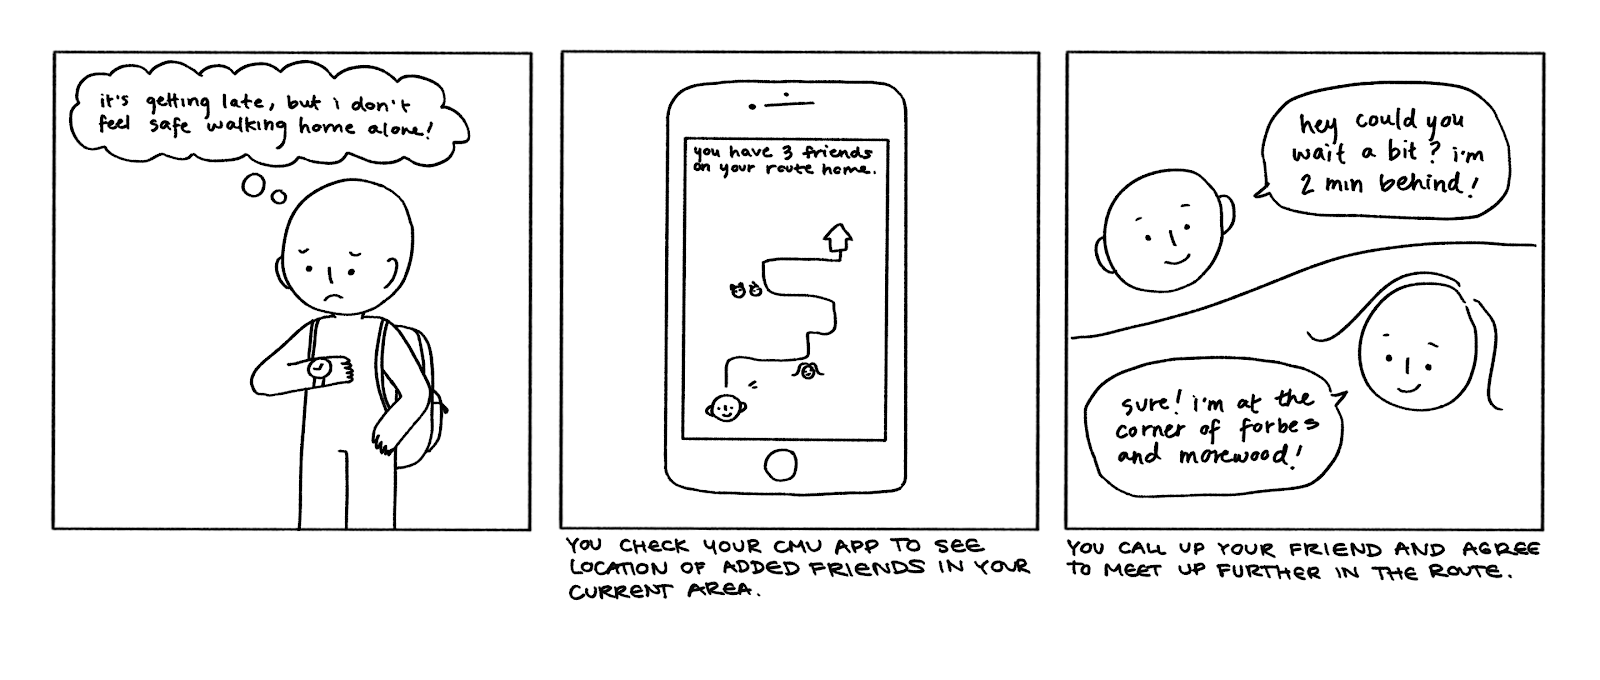 it's getting late, but i don't
feel safe walking home alone!
you have 3 friends
on your route home.
YOU CHECK YOUR CMU APP TO SEE
LOCATION OF ADDED FRIENDS IN YOUR
CURRENT AREA.
hey could you
wait a bit? i'm
2 min behind!
sure! i'm at the
corner of forbes
and morewood!
YOU CALL UP YOUR FRIEND AND AGREE
TO MEET UP FURTHER IN THE ROUTE.